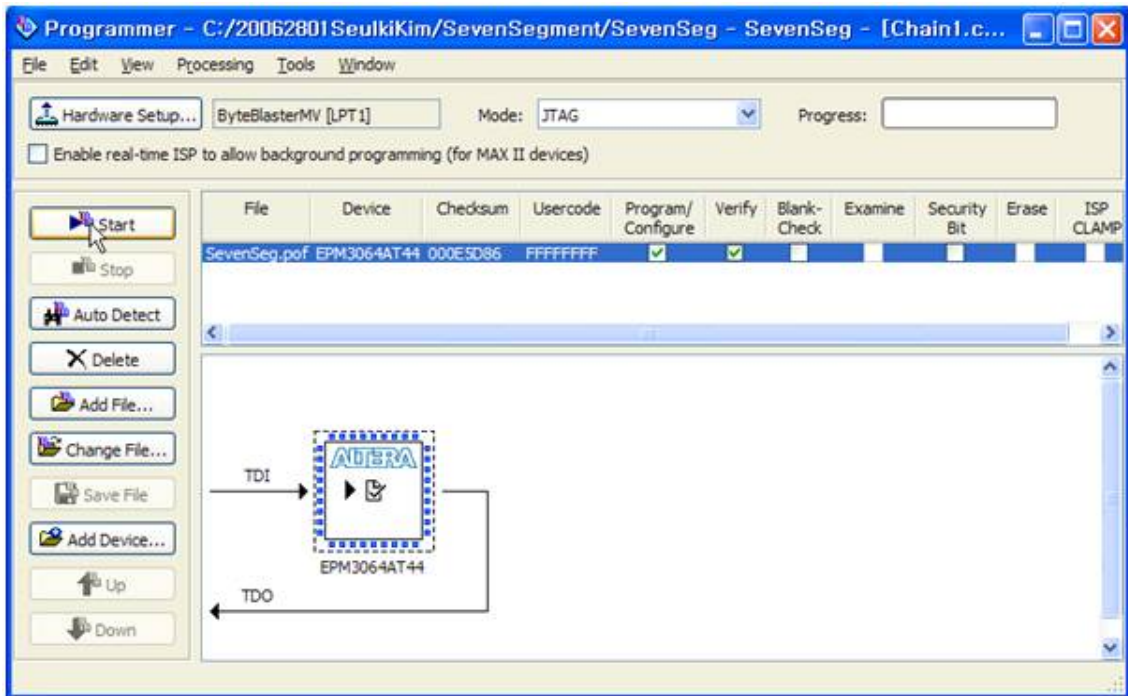 Programmer - C:/20062801SeulkiKim/SevenSegment/SevenSeg - SevenSeg - [Chain1.c...
File Edit View Processing Tools Window
Hardware Setup... ByteBlasterMV [LPT1] Mode: JTAG Progress:
Enable real-time ISP to allow background programming (for MAX II devices)
Start
Stop
Auto Detect
Delete
Add File...
Change File...
Save File
Add Device...
Up
Down
File Device Checksum Usercode Program/ Verify Blank- Examine Security Erase ISP
Configure Check Bit CLAMP
SevenSeg.pof EPM3064AT44 000E5D86 FFFFFFFF
ALTERA
TDI
EPM3064AT44
TDO